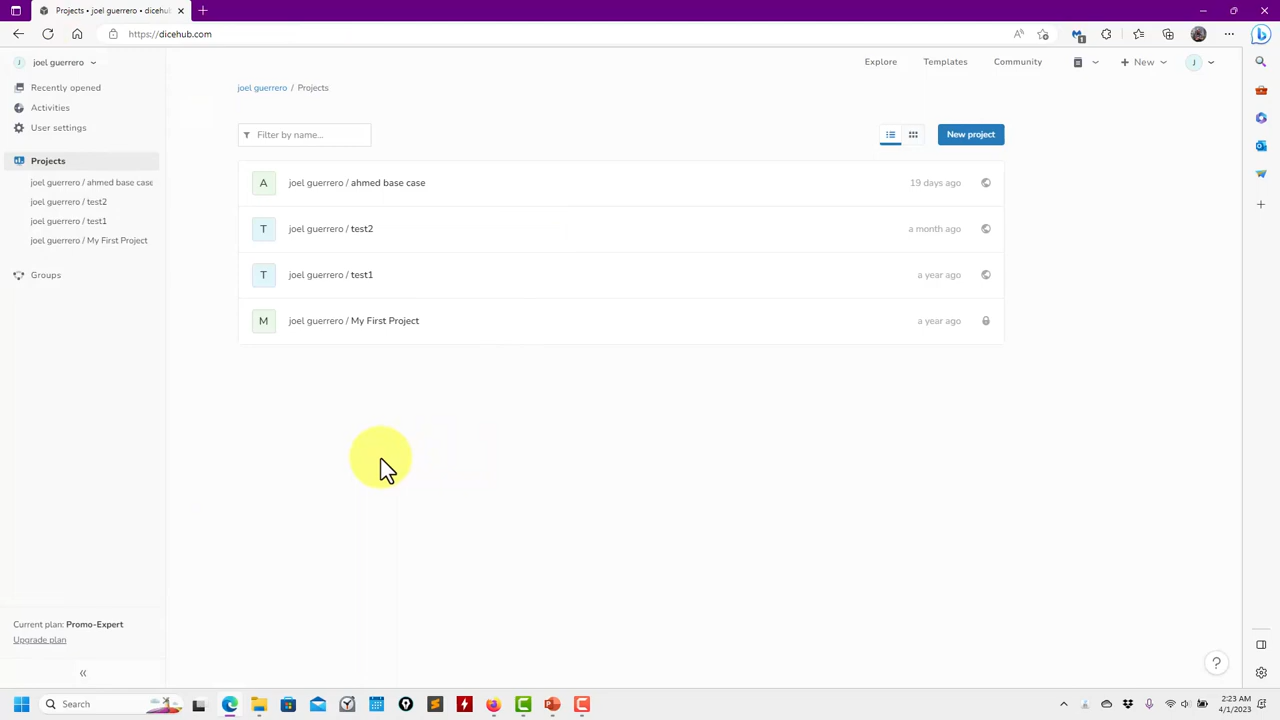 Projects • joel guerrero • dicehub
https://dicehub.com
1
J joel guerrero
Explore
Templates
Community
New
J
Recently opened
Activities
User settings
Projects
joel guerrero / ahmed base case
joel guerrero / test2
joel guerrero / test1
joel guerrero / My First Project
Groups
joel guerrero / Projects
Filter by name...
New project
A joel guerrero / ahmed base case 19 days ago
T joel guerrero / test2 a month ago
T joel guerrero / test1 a year ago
M joel guerrero / My First Project a year ago
Current plan: Promo-Expert
Upgrade plan
?
Search
2:23 AM
4/1/2023